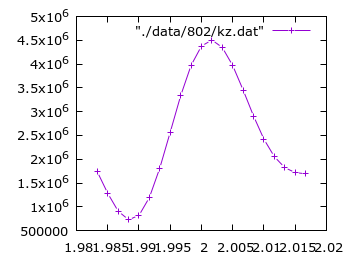 5x10^6
4.5x10^6
4x10^6
3.5x10^6
3x10^6
2.5x10^6
2x10^6
1.5x10^6
1x10^6
500000
"./data/802/kz.dat"
1.98 1.985 1.99 1.995 2 2.005 2.01 2.015 2.02